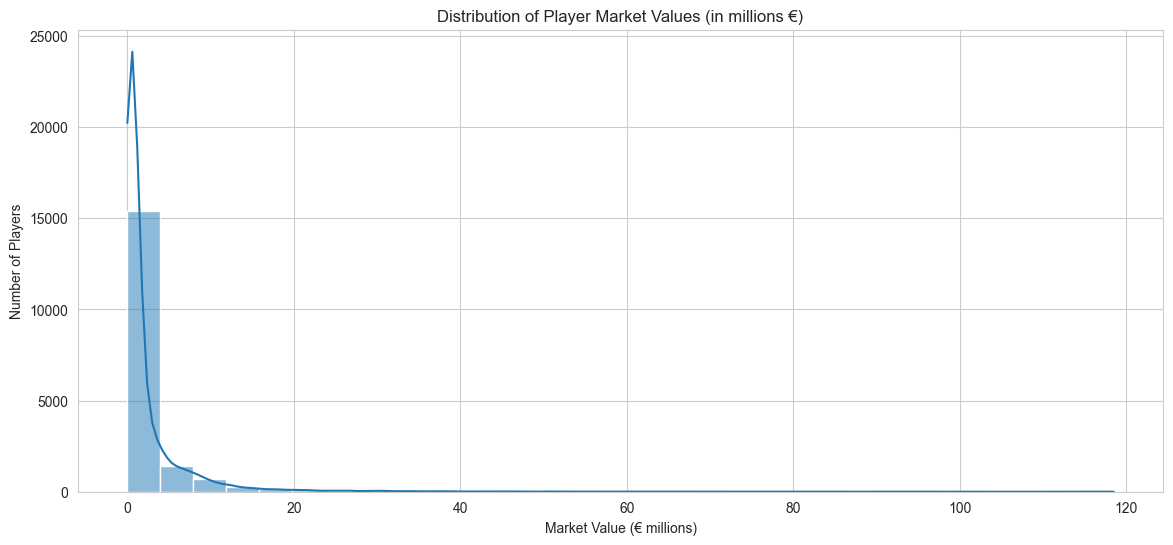 Distribution of Player Market Values (in millions €)
25000
20000
15000
10000
5000
0
Number of Players
0 20 40 60 80 100 120
Market Value (€ millions)